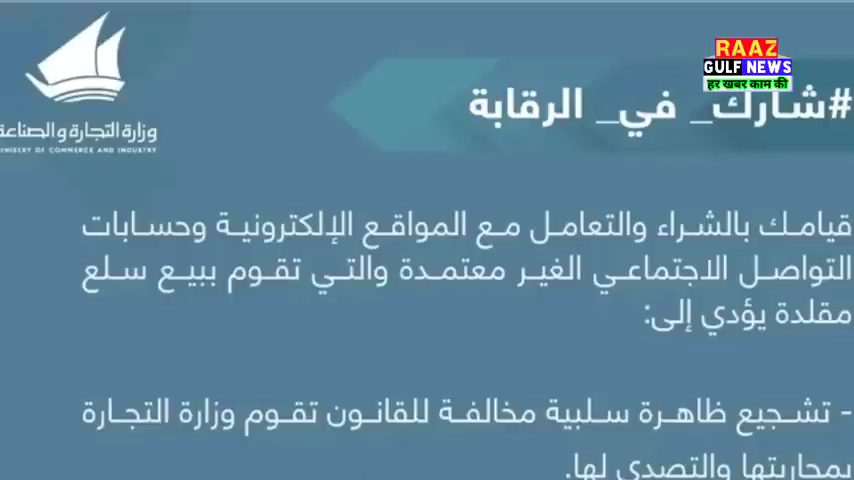 RAAZ
GULF NEWS
हर खबर काम की
#شارك_ في_ الرقابة
وزارة التجارة والصناعة
MINISTRY OF COMMERCE AND INDUSTRY
قيامك بالشراء والتعامل مع المواقع الإلكترونية وحسابات
التواصل الاجتماعي الغير معتمدة والتي تقوم ببيع سلع
مقلدة يؤدي إلى:
- تشجيع ظاهرة سلبية مخالفة للقانون تقوم وزارة التجارة
بمحاربتها والتصدي لها.